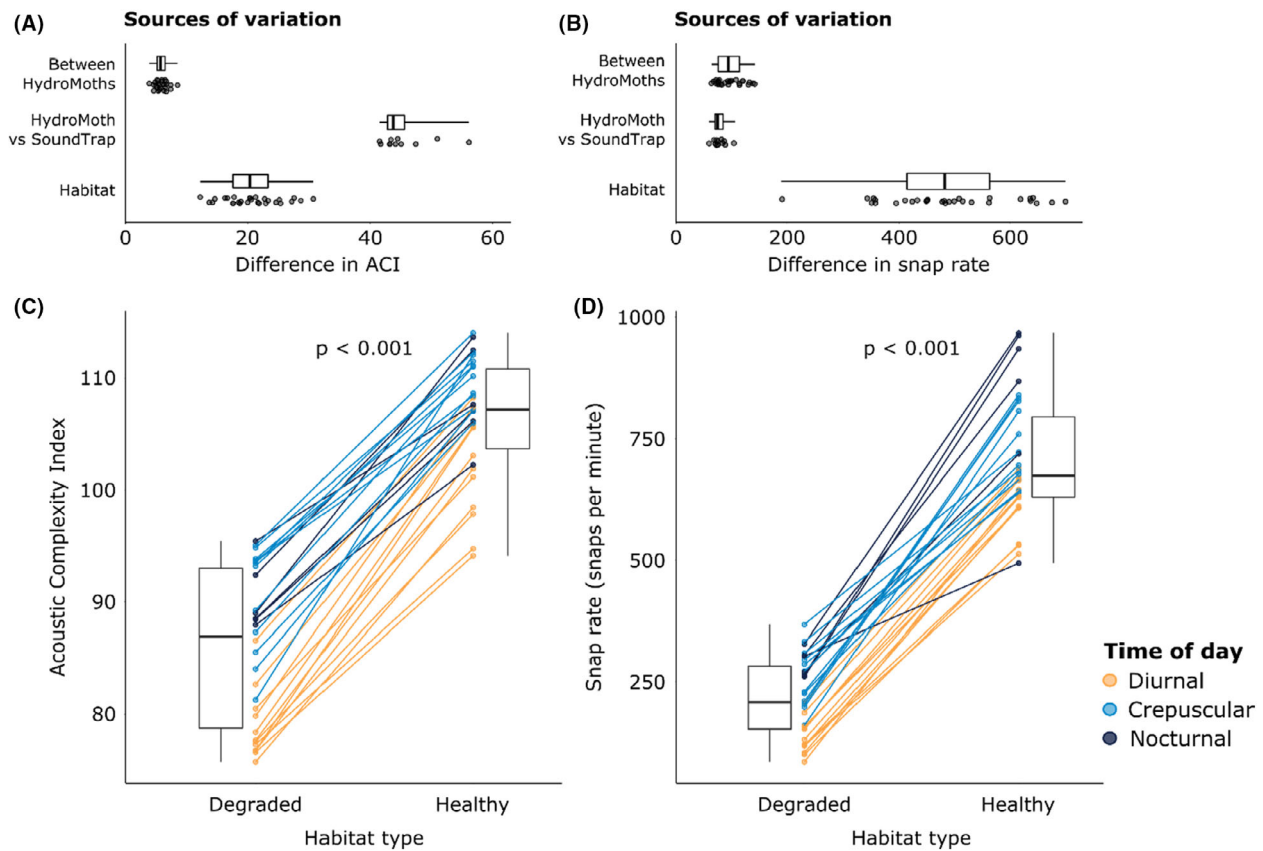 (A)
Sources of variation
Between
HydroMoths
HydroMoth
vs SoundTrap
Habitat
0
20
40
60
Difference in ACI
(B)
Sources of variation
Between
HydroMoths
HydroMoth
vs SoundTrap
Habitat
0
200
400
600
Difference in snap rate
(C)
p < 0.001
110
100
90
80
Acoustic Complexity Index
Degraded
Healthy
Habitat type
(D)
p < 0.001
1000
750
500
250
Snap rate (snaps per minute)
Degraded
Healthy
Habitat type
Time of day
Diurnal
Crepuscular
Nocturnal